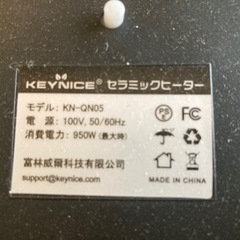 KEYNICE® セラミックヒーター
モデル: KN-QN05
電 源: 100V, 50/60Hz
消費電力: 950W (最大時)
PS
E
FC
富林威爾科技有限公司
support@keynice.com
MADE IN CHINA